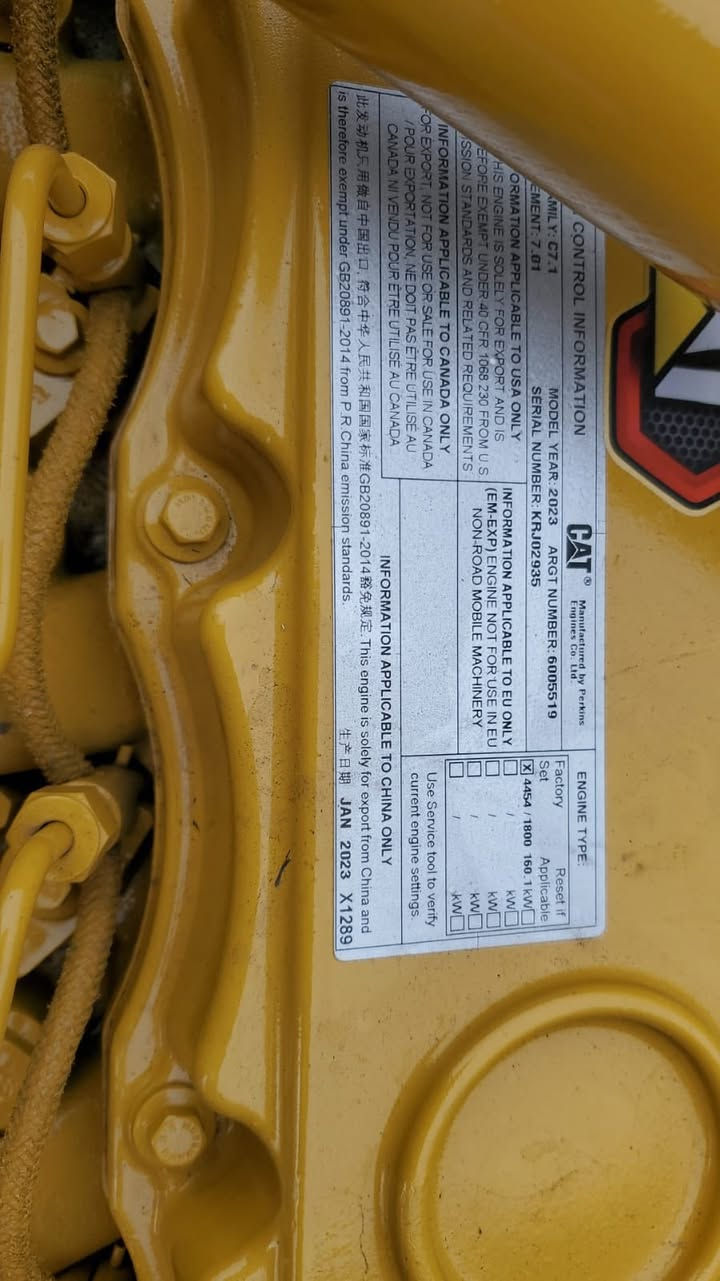 CONTROL INFORMATION
CAT®
Manufactured by Perkins
Engines Co. Ltd
C7.1
MODEL YEAR: 2023
ARGT NUMBER: 6005519
7.01
SERIAL NUMBER: KRJ02935
ENGINE TYPE:
Factory
Set
Reset if
Applicable
X 4454 / 1800 160.1 kW
/ kW
/ kW
/ kW
/ kW
Use Service tool to verify
current engine settings.
APPLICABLE TO USA ONLY
ENGINE IS SOLELY FOR EXPORT AND IS
EXEMPT UNDER 40 CFR 1068.230 FROM U.S.
STANDARDS AND RELATED REQUIREMENTS
INFORMATION APPLICABLE TO EU ONLY
(EM-EXP) ENGINE NOT FOR USE IN EU
NON-ROAD MOBILE MACHINERY
INFORMATION APPLICABLE TO CANADA ONLY
FOR EXPORT, NOT FOR USE OR SALE FOR USE IN CANADA
/ POUR EXPORTATION, NE DOIT PAS ÊTRE UTILISÉ AU
CANADA NI VENDU POUR ÊTRE UTILISÉ AU CANADA
INFORMATION APPLICABLE TO CHINA ONLY
此发动机只用做自中国出口, 符合中华人民共和国国家标准GB20891-2014豁免规定. This engine is solely for export from China and
is therefore exempt under GB20891-2014 from P.R.China emission standards.
生产日期 JAN 2023 X1289